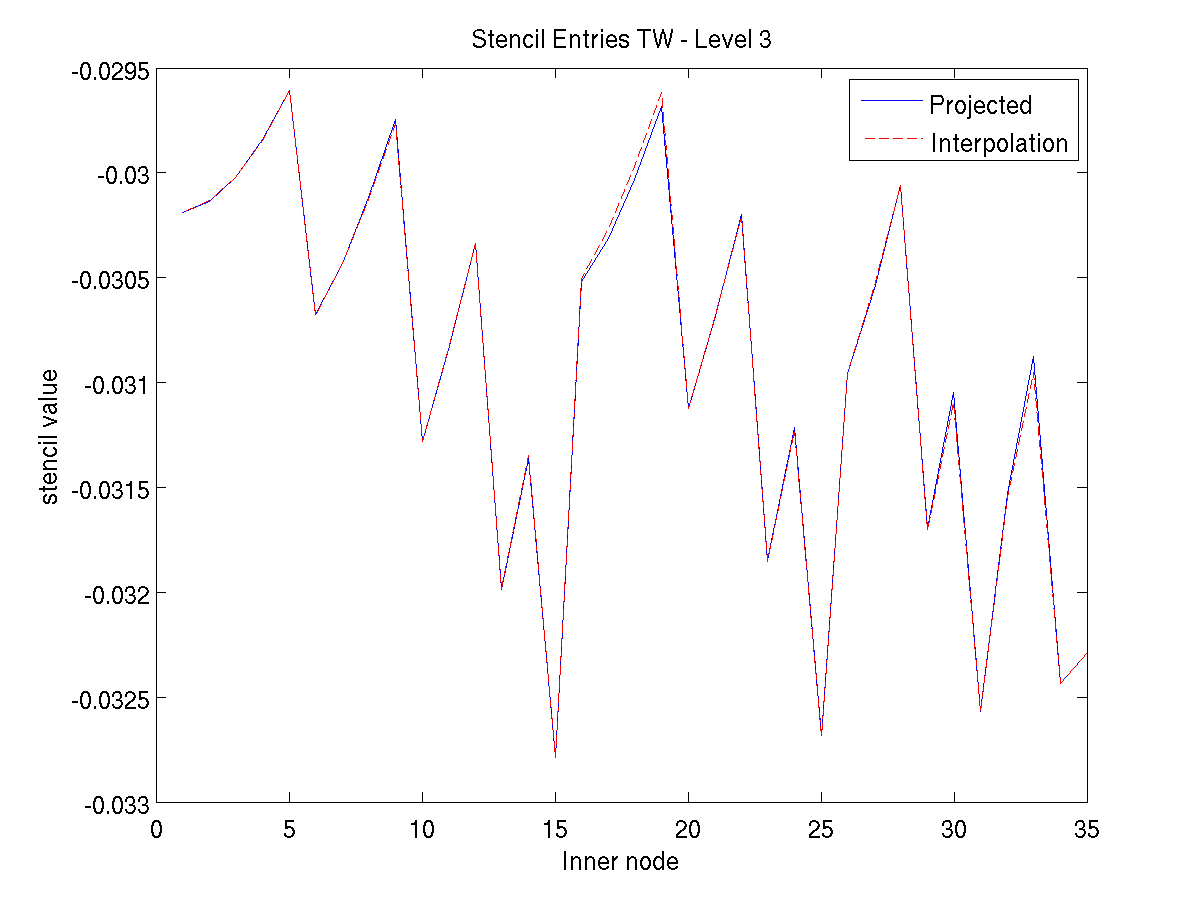 Stencil Entries TW - Level 3
-0.0295
-0.03
-0.0305
-0.031
-0.0315
-0.032
-0.0325
-0.033
stencil value
Projected
Interpolation
0 5 10 15 20 25 30 35
Inner node